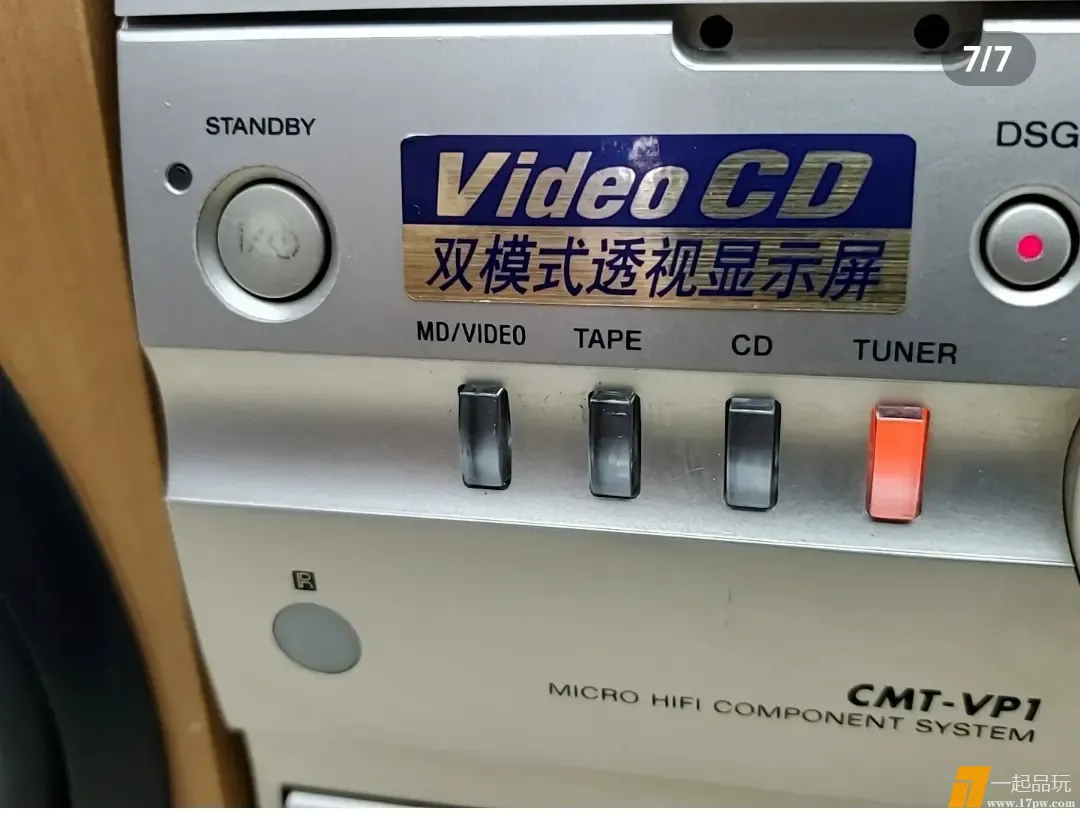 7/7
STANDBY
DSG
Video CD
双模式透视显示屏
MD/VIDEO TAPE CD TUNER
R
CMT-VP1
MICRO HIFI COMPONENT SYSTEM
一起品玩
www.17pw.com